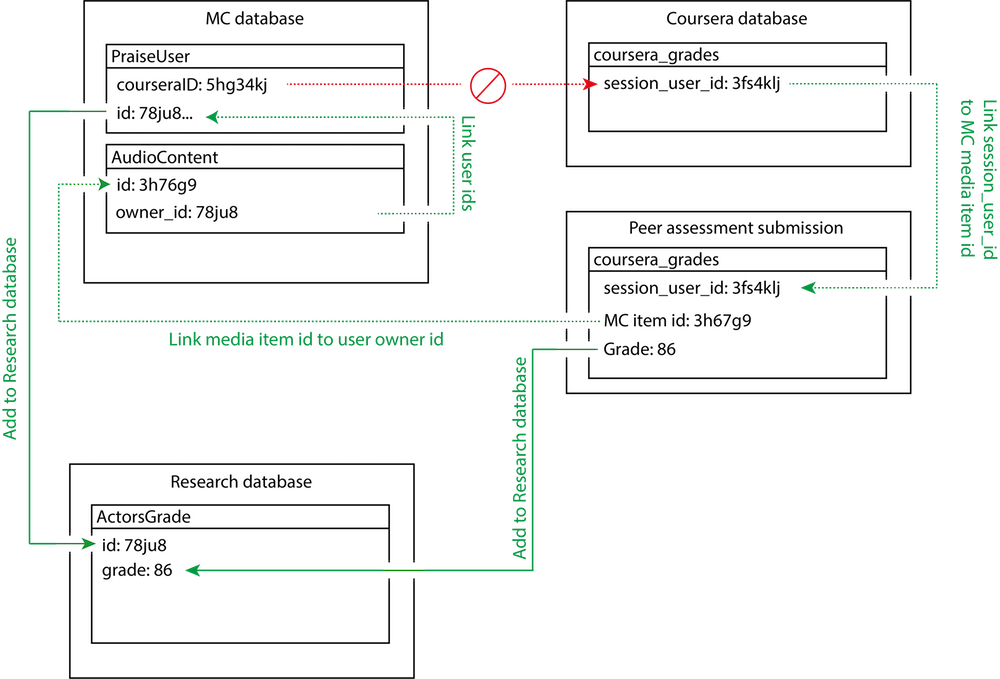 MC database
PraiseUser
courseraID: 5hg34kj
id: 78ju8...
AudioContent
id: 3h76g9
owner_id: 78ju8
Link user ids
Coursera database
coursera_grades
session_user_id: 3fs4klj
Link session_user_id
to MC media item id
Peer assessment submission
coursera_grades
session_user_id: 3fs4klj
MC item id: 3h67g9
Grade: 86
Link media item id to user owner id
Add to Research database
Add to Research database
Research database
ActorsGrade
id: 78ju8
grade: 86